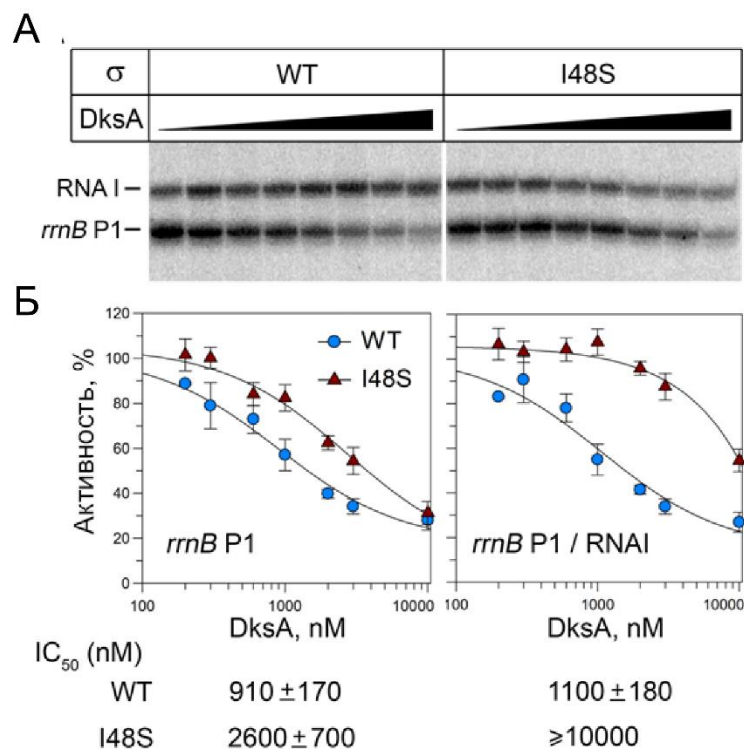 А
σ WT I48S
DksA
RNA I
rrnB P1
Б
120
100
80
60
40
20
0
Активность, %
WT
I48S
rrnB P1
rrnB P1 / RNAI
100 1000 10000 100 1000 10000
DksA, nM DksA, nM
IC50 (nM)
WT 910 ±170 1100 ±180
I48S 2600 ±700 ⩾10000